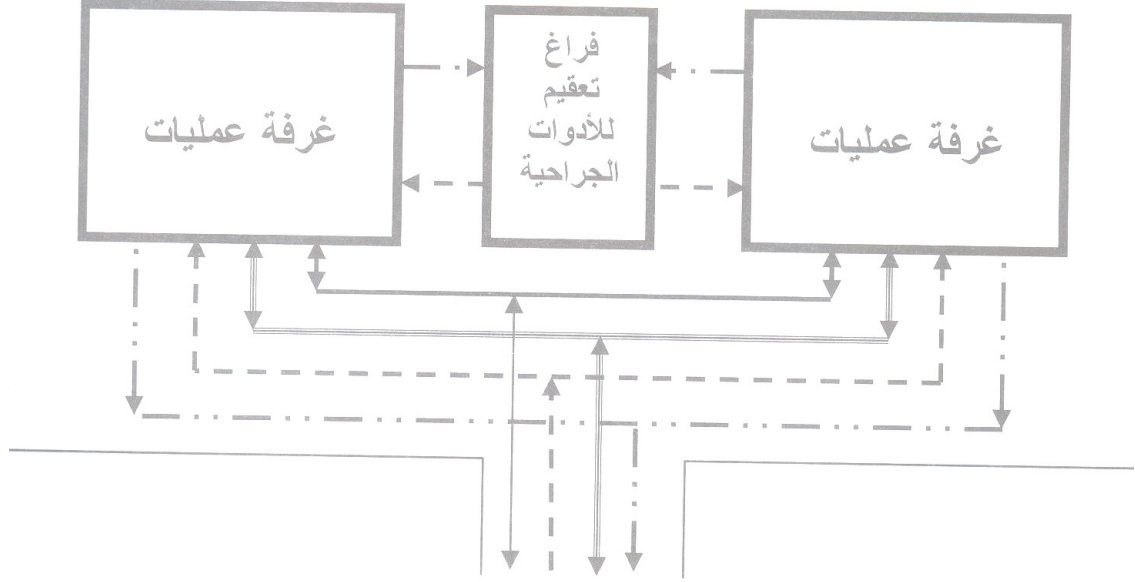 غرفة عمليات
فراغ
تعقيم
للأدوات
الجراحية
غرفة عمليات